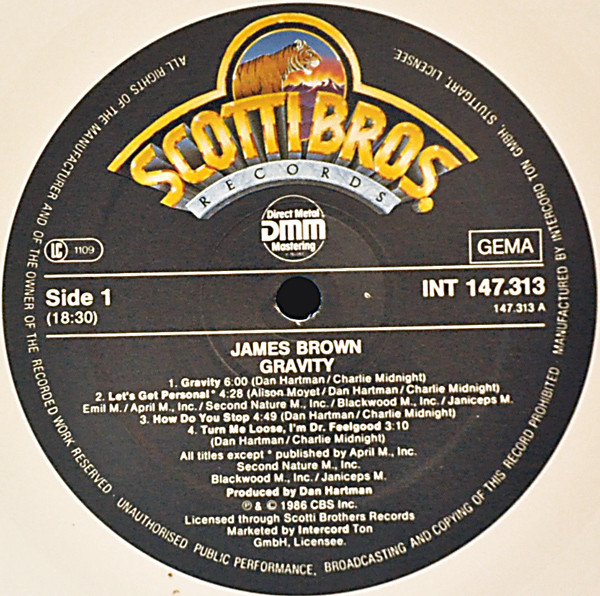 SCOTTI BROS.
RECORDS
Direct Metal
DMM
Mastering
LC 1109
GEMA
Side 1
(18:30)
INT 147.313
147.313 A
JAMES BROWN
GRAVITY
1. Gravity 6:00 (Dan Hartman/Charlie Midnight)
2. Let's Get Personal* 4:28 (Alison Moyet/Dan Hartman/Charlie Midnight)
Emil M./April M., Inc./Second Nature M., Inc./Blackwood M., Inc./Janiceps M.
3. How Do You Stop 4:49 (Dan Hartman/Charlie Midnight)
4. Turn Me Loose, I'm Dr. Feelgood 3:10
(Dan Hartman/Charlie Midnight)
All titles except * published by April M., Inc.
Second Nature M., Inc.
Blackwood M., Inc./Janiceps M.
Produced by Dan Hartman
℗ & © 1986 CBS Inc.
Licensed through Scotti Brothers Records
Marketed by Intercord Ton
GmbH, Licensee.
ALL RIGHTS OF THE MANUFACTURER AND OF THE OWNER OF THE RECORDED WORK RESERVED · UNAUTHORISED PUBLIC PERFORMANCE, BROADCASTING AND COPYING OF THIS RECORD PROHIBITED MANUFACTURED BY INTERCORD TON GMBH, STUTTGART, LICENSEE.